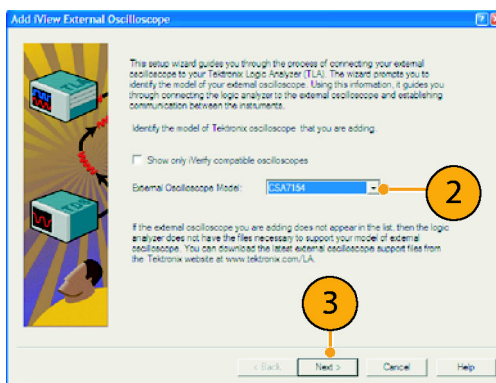 Add iView External Oscilloscope
This setup wizard guides you through the process of connecting your external
oscilloscope to your Tektronix Logic Analyzer (TLA). The wizard prompts you to
identify the model of your external oscilloscope. Using this information, it guides you
through connecting the logic analyzer to the external oscilloscope and establishing
communication between the instruments.
Identify the model of Tektronix oscilloscope that you are adding.
Show only iVerify compatible oscilloscopes
External Oscilloscope Model: CSA7154
2
If the external oscilloscope you are adding does not appear in the list, then the logic
analyzer does not have the files necessary to support your model of external
oscilloscope. You can download the latest external oscilloscope support files from
the Tektronix website at www.tektronix.com/LA.
3
< Back Next > Cancel Help